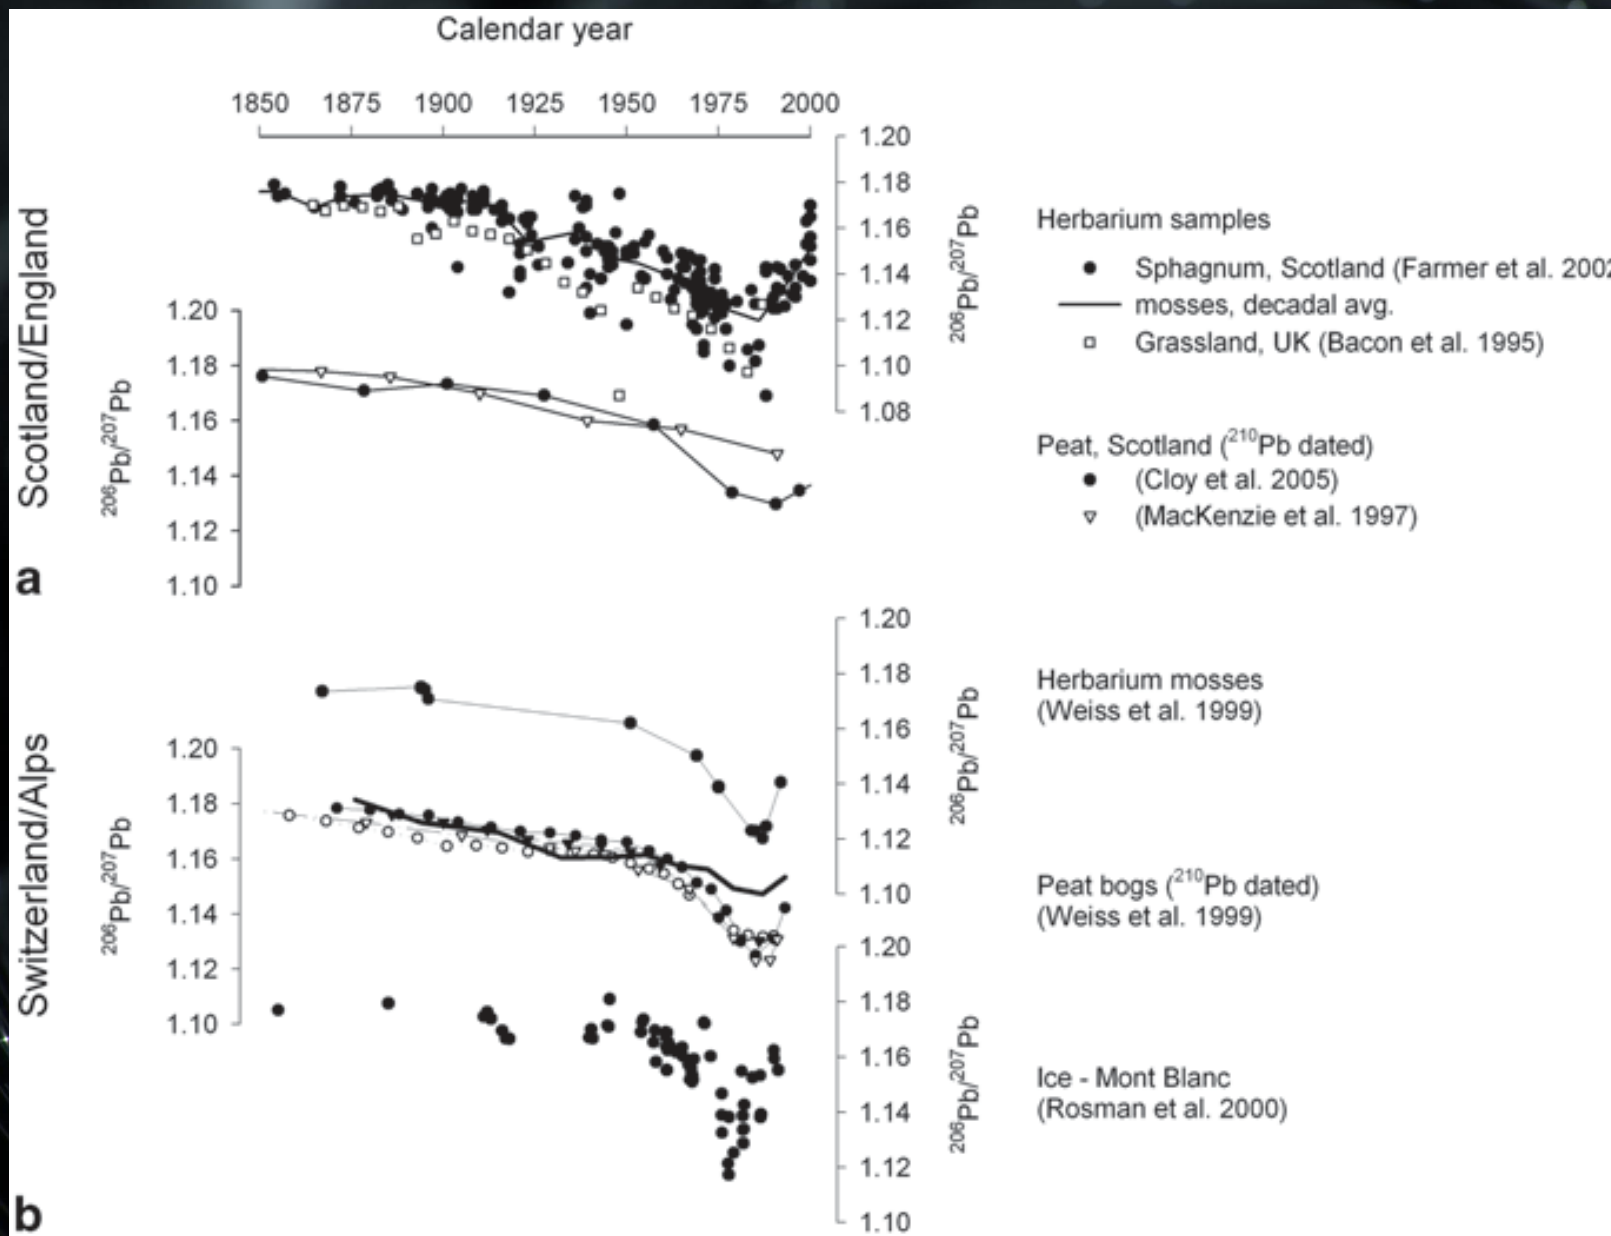 Calendar year
1850 1875 1900 1925 1950 1975 2000
Scotland/England
1.20
1.18
1.16
1.14
1.12
1.10
1.08
²⁰⁶Pb/²⁰⁷Pb
1.20
1.18
1.16
1.14
1.12
1.10
²⁰⁶Pb/²⁰⁷Pb
Herbarium samples
Sphagnum, Scotland (Farmer et al. 2002
mosses, decadal avg.
Grassland, UK (Bacon et al. 1995)
Peat, Scotland (²¹⁰Pb dated)
(Cloy et al. 2005)
(MacKenzie et al. 1997)
a
Switzerland/Alps
1.20
1.18
1.16
1.14
1.12
1.10
²⁰⁶Pb/²⁰⁷Pb
1.20
1.18
1.16
1.14
1.12
1.10
²⁰⁶Pb/²⁰⁷Pb
1.20
1.18
1.16
1.14
1.12
1.10
²⁰⁶Pb/²⁰⁷Pb
Herbarium mosses
(Weiss et al. 1999)
Peat bogs (²¹⁰Pb dated)
(Weiss et al. 1999)
Ice - Mont Blanc
(Rosman et al. 2000)
b